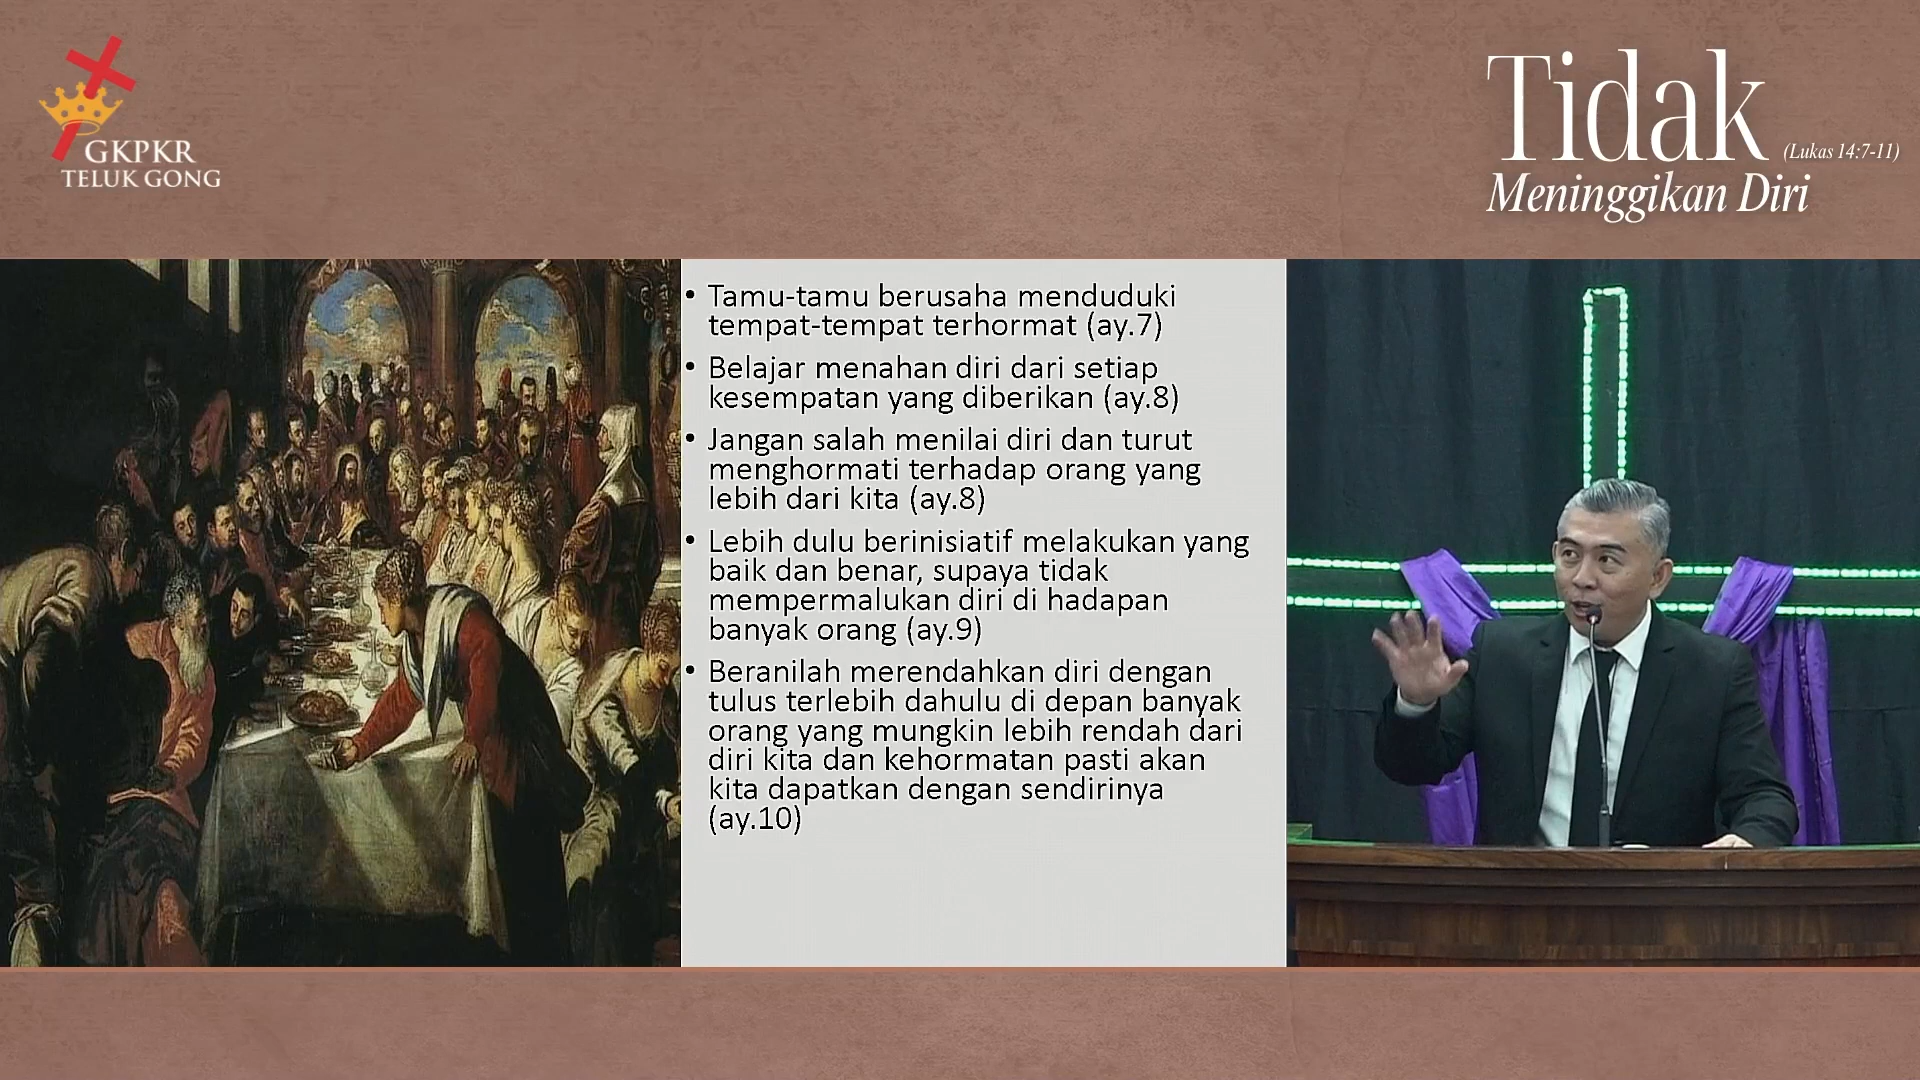 GKPKR
TELUK GONG
Tidak
(Lukas 14:7-11)
Meninggikan Diri
• Tamu-tamu berusaha menduduki
tempat-tempat terhormat (ay.7)
• Belajar menahan diri dari setiap
kesempatan yang diberikan (ay.8)
• Jangan salah menilai diri dan turut
menghormati terhadap orang yang
lebih dari kita (ay.8)
• Lebih dulu berinisiatif melakukan yang
baik dan benar, supaya tidak
mempermalukan diri di hadapan
banyak orang (ay.9)
• Beranilah merendahkan diri dengan
tulus terlebih dahulu di depan banyak
orang yang mungkin lebih rendah dari
diri kita dan kehormatan pasti akan
kita dapatkan dengan sendirinya
(ay.10)